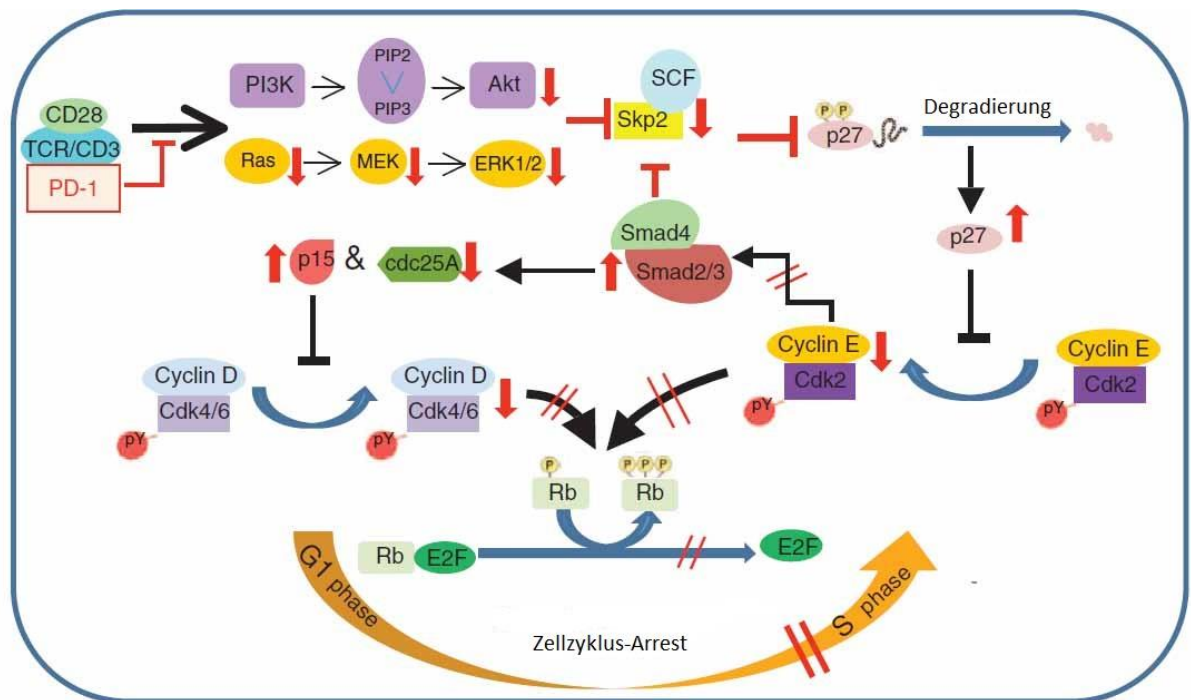 CD28
TCR/CD3
PD-1
PI3K
PIP2
PIP3
Akt
Ras
MEK
ERK1/2
SCF
Skp2
P P
p27
Degradierung
p27
Smad4
Smad2/3
p15 & cdc25A
Cyclin D
Cdk4/6
pY
Cyclin D
Cdk4/6
pY
Cyclin E
Cdk2
pY
Cyclin E
Cdk2
pY
P
Rb
P P P
Rb
Rb E2F
E2F
G1 phase
S phase
Zellzyklus-Arrest